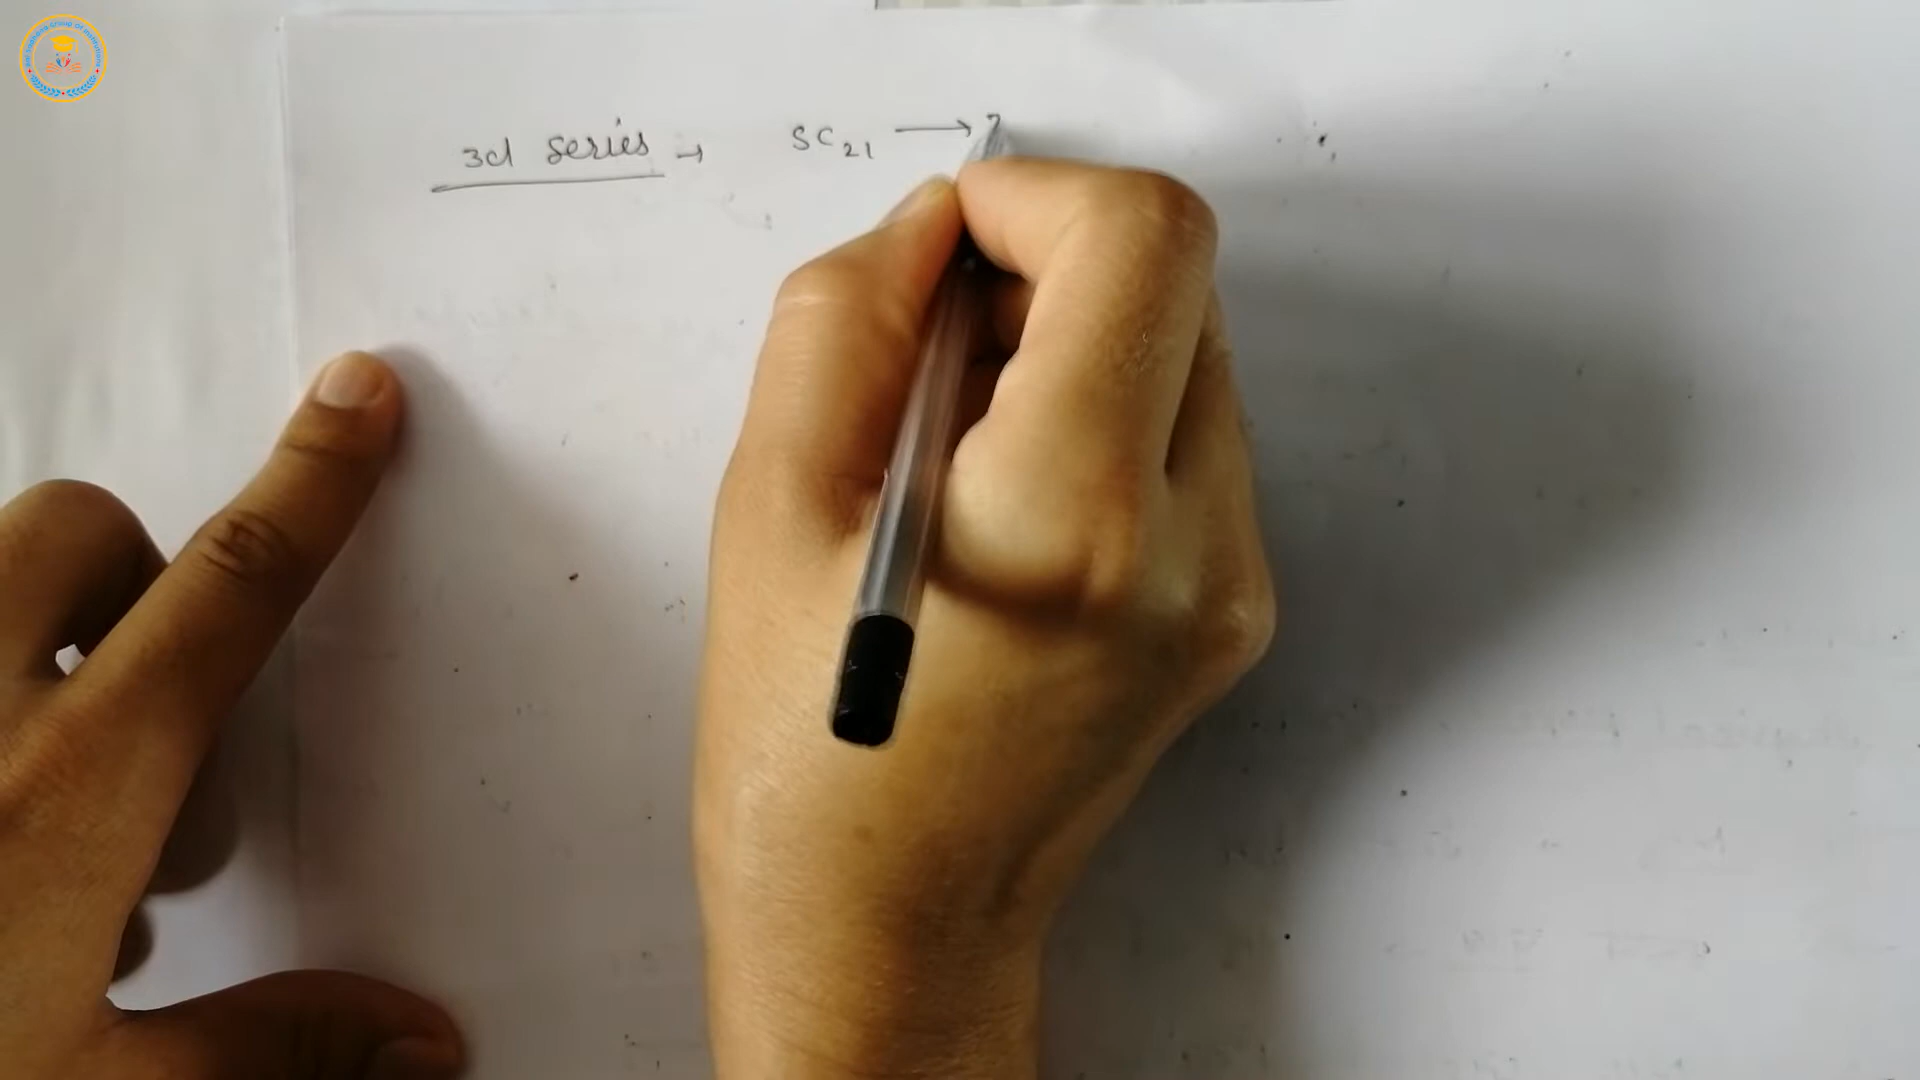 3d series → SC21 → Z